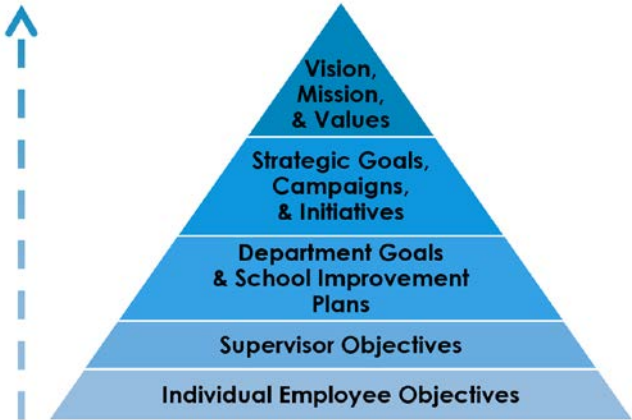 Vision,
Mission,
& Values
Strategic Goals,
Campaigns,
& Initiatives
Department Goals
& School Improvement
Plans
Supervisor Objectives
Individual Employee Objectives